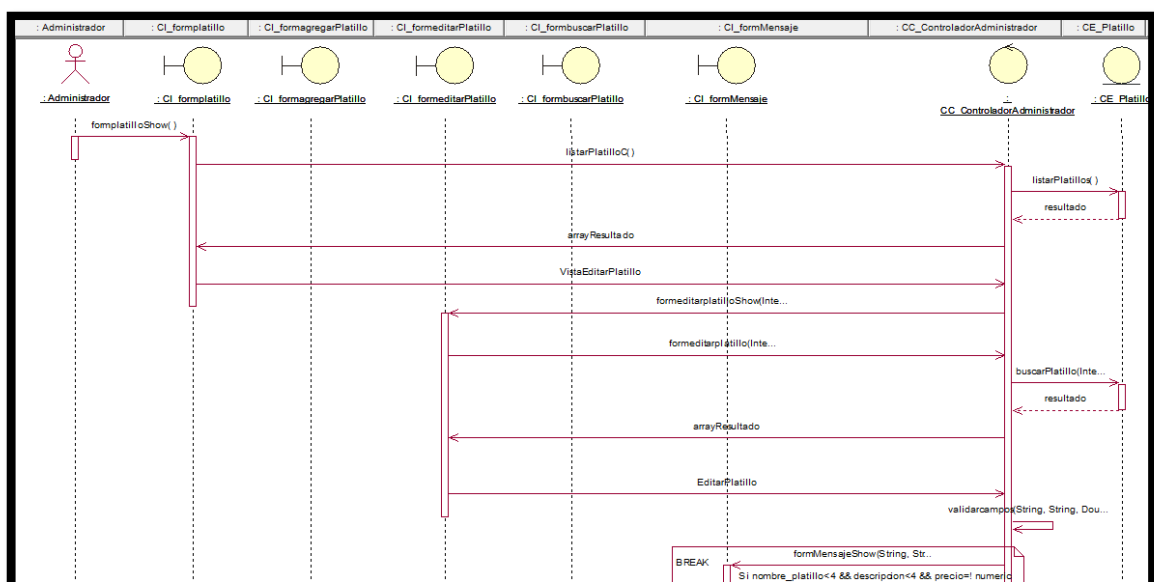 : Administrador
: CI_formplatillo
: CI_formagregarPlatillo
: CI_formeditarPlatillo
: CI_formbuscarPlatillo
: CI_formMensaje
: CC_ControladorAdministrador
: CE_Platillo
: Administrador
: CI_formplatillo
: CI_formagregarPlatillo
: CI_formeditarPlatillo
: CI_formbuscarPlatillo
: CI_formMensaje
:
CC_ControladorAdministrador
: CE_Platillo
formplatilloShow( )
listarPlatilloC( )
listarPlatillos( )
resultado
arrayResultado
VistaEditarPlatillo
formeditarplatilloShow(Inte...
formeditarplatillo(Inte...
buscarPlatillo(Inte...
resultado
arrayResultado
EditarPlatillo
validarcampos(String, String, Dou...
formMensajeShow(String, Str...
BREAK
Si nombre_platillo<4 && descripcion<4 && precio=! numeric